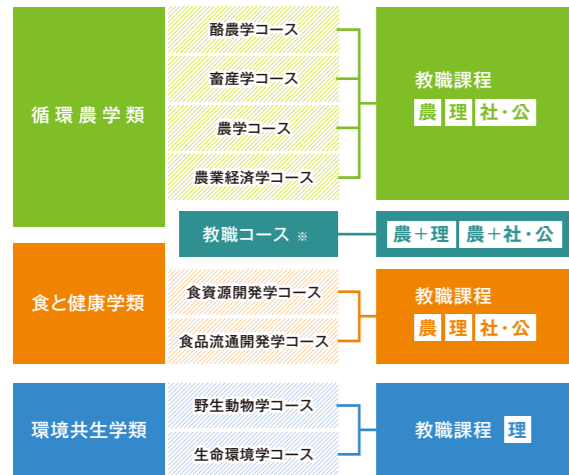 循環農学類
酪農学コース
畜産学コース
農学コース
農業経済学コース
教職課程
農 理 社・公
教職コース ※
農+理 農+社・公
食と健康学類
食資源開発学コース
食品流通開発学コース
教職課程
農 理 社・公
環境共生学類
野生動物学コース
生命環境学コース
教職課程 理